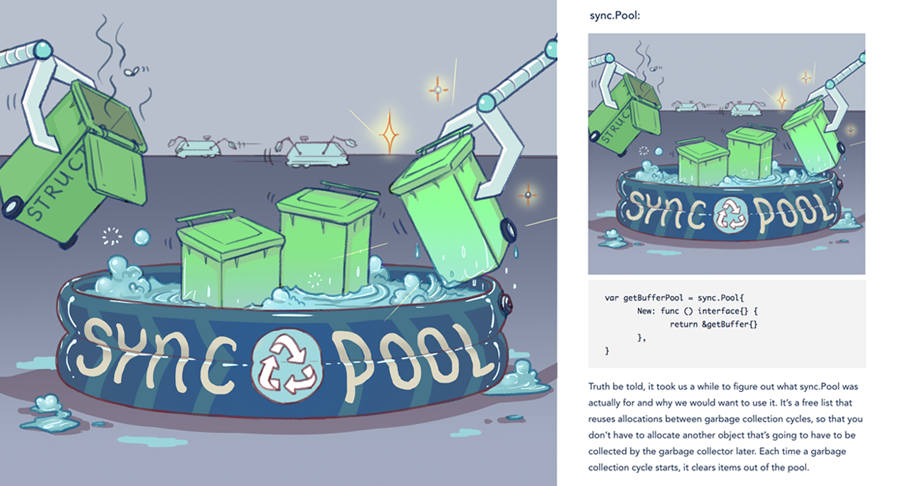 STRUC
SYNC POOL
sync.Pool:
STRUC
SYNC POOL
var getBufferPool = sync.Pool{
New: func () interface{} {
return &getBuffer{}
},
}
Truth be told, it took us a while to figure out what sync.Pool was
actually for and why we would want to use it. It’s a free list that
reuses allocations between garbage collection cycles, so that you
don’t have to allocate another object that’s going to have to be
collected by the garbage collector later. Each time a garbage
collection cycle starts, it clears items out of the pool.